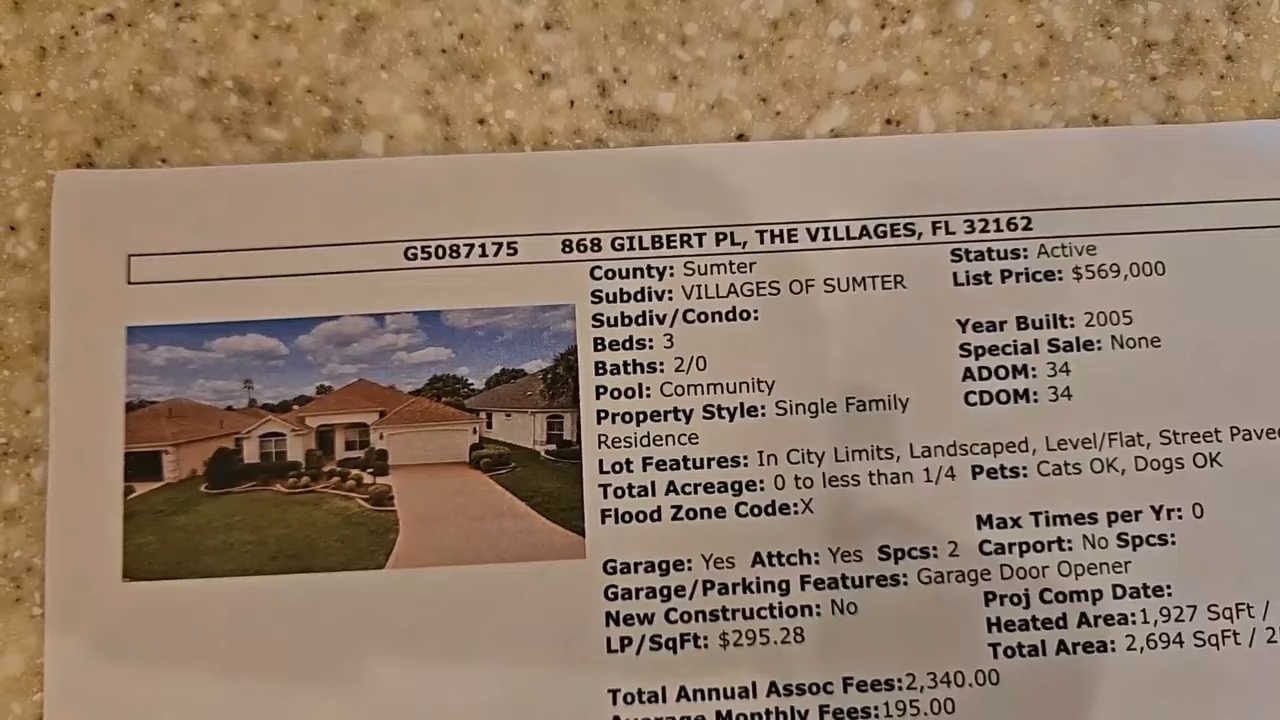 G5087175 868 GILBERT PL, THE VILLAGES, FL 32162
County: Sumter
Subdiv: VILLAGES OF SUMTER
Subdiv/Condo:
Beds: 3
Baths: 2/0
Pool: Community
Property Style: Single Family
Residence
Status: Active
List Price: $569,000
Year Built: 2005
Special Sale: None
ADOM: 34
CDOM: 34
Lot Features: In City Limits, Landscaped, Level/Flat, Street Paved
Total Acreage: 0 to less than 1/4 Pets: Cats OK, Dogs OK
Flood Zone Code:X
Max Times per Yr: 0
Garage: Yes Attch: Yes Spcs: 2 Carport: No Spcs:
Garage/Parking Features: Garage Door Opener
New Construction: No
Proj Comp Date:
LP/SqFt: $295.28
Heated Area:1,927 SqFt /
Total Area: 2,694 SqFt / 2
Total Annual Assoc Fees:2,340.00
Average Monthly Fees:195.00